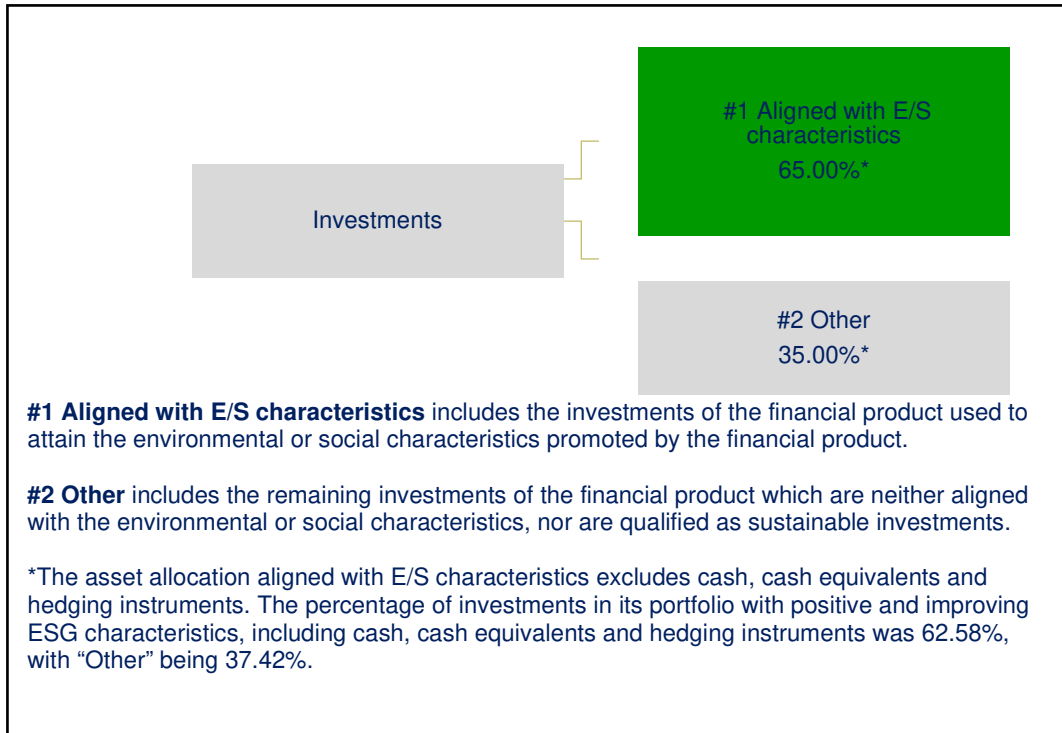 #1 Aligned with E/S
characteristics
65.00%*
Investments
#2 Other
35.00%*
#1 Aligned with E/S characteristics includes the investments of the financial product used to
attain the environmental or social characteristics promoted by the financial product.
#2 Other includes the remaining investments of the financial product which are neither aligned
with the environmental or social characteristics, nor are qualified as sustainable investments.
*The asset allocation aligned with E/S characteristics excludes cash, cash equivalents and
hedging instruments. The percentage of investments in its portfolio with positive and improving
ESG characteristics, including cash, cash equivalents and hedging instruments was 62.58%,
with “Other” being 37.42%.